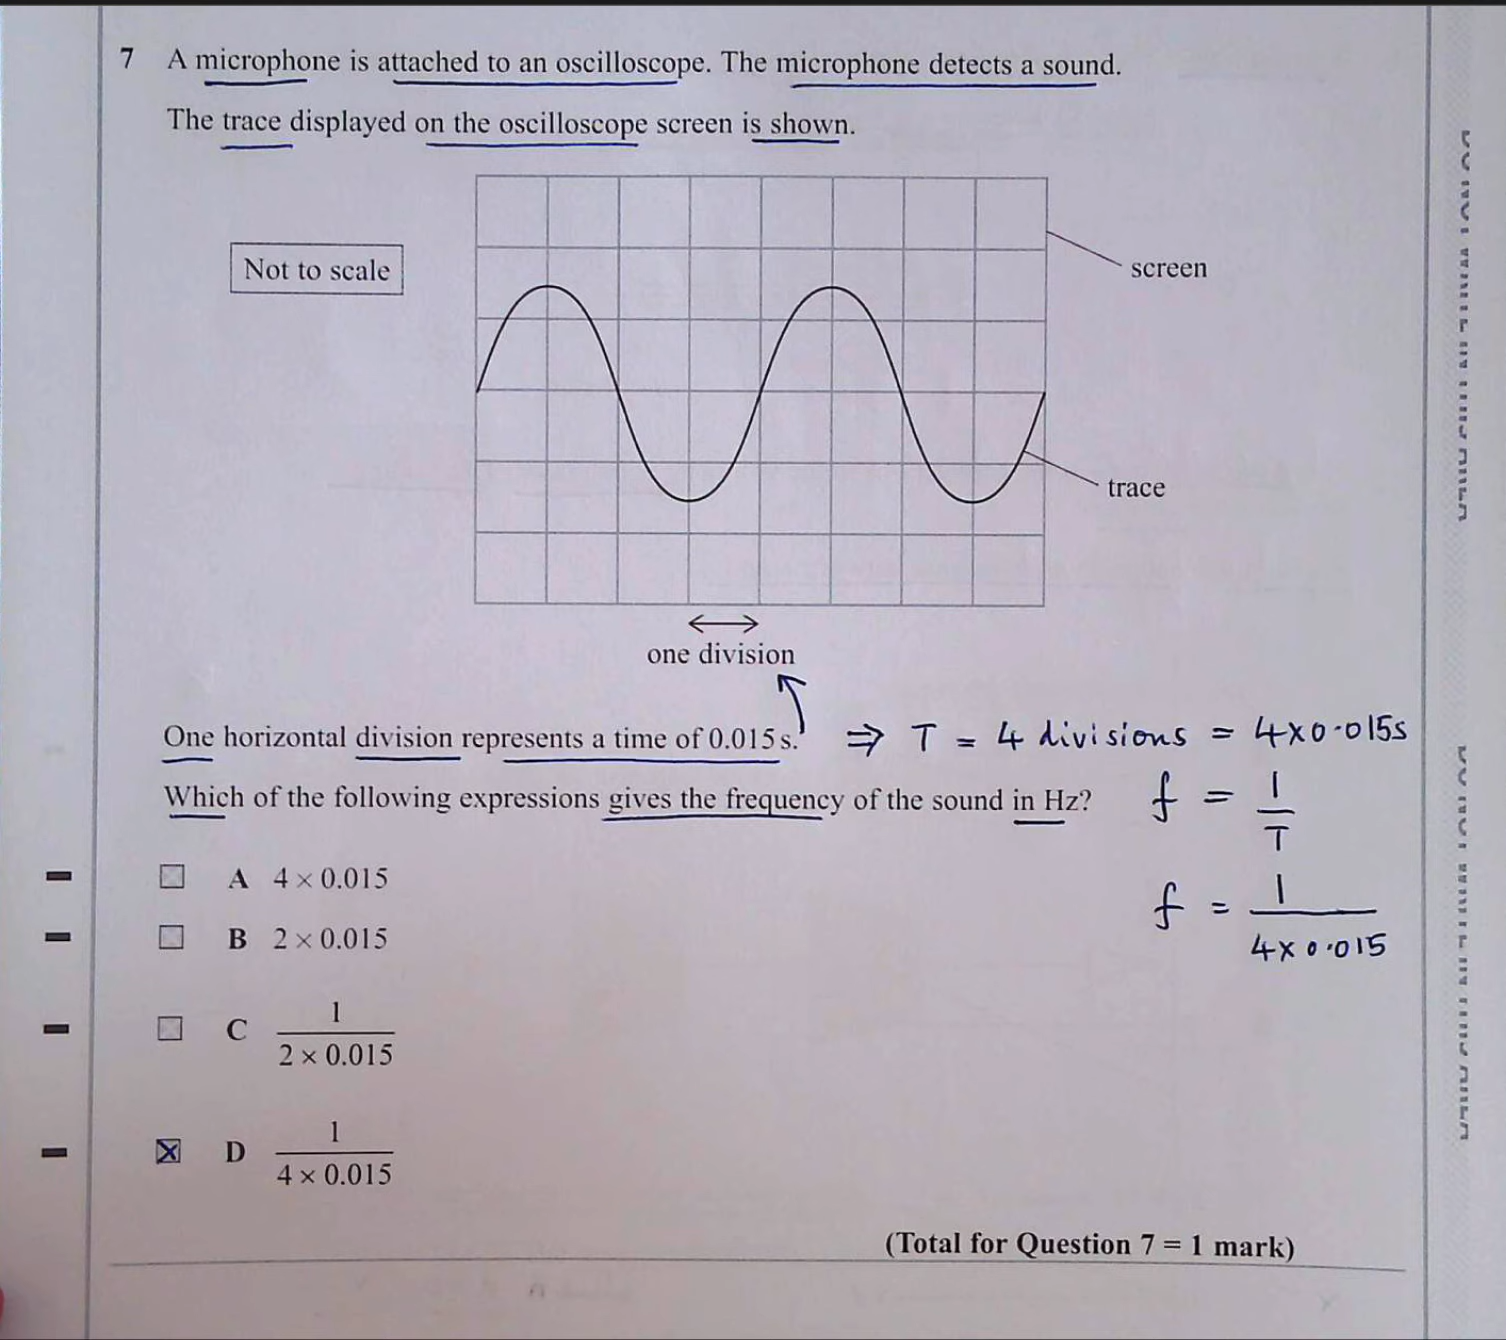 7 A microphone is attached to an oscilloscope. The microphone detects a sound.
The trace displayed on the oscilloscope screen is shown.
Not to scale
screen
trace
one division
One horizontal division represents a time of 0.015 s. ⇒ T = 4 divisions = 4×0.015s
Which of the following expressions gives the frequency of the sound in Hz? f = 1/T
A 4 × 0.015
f = 1/(4×0.015)
B 2 × 0.015
C 1/(2 × 0.015)
D 1/(4 × 0.015)
(Total for Question 7 = 1 mark)